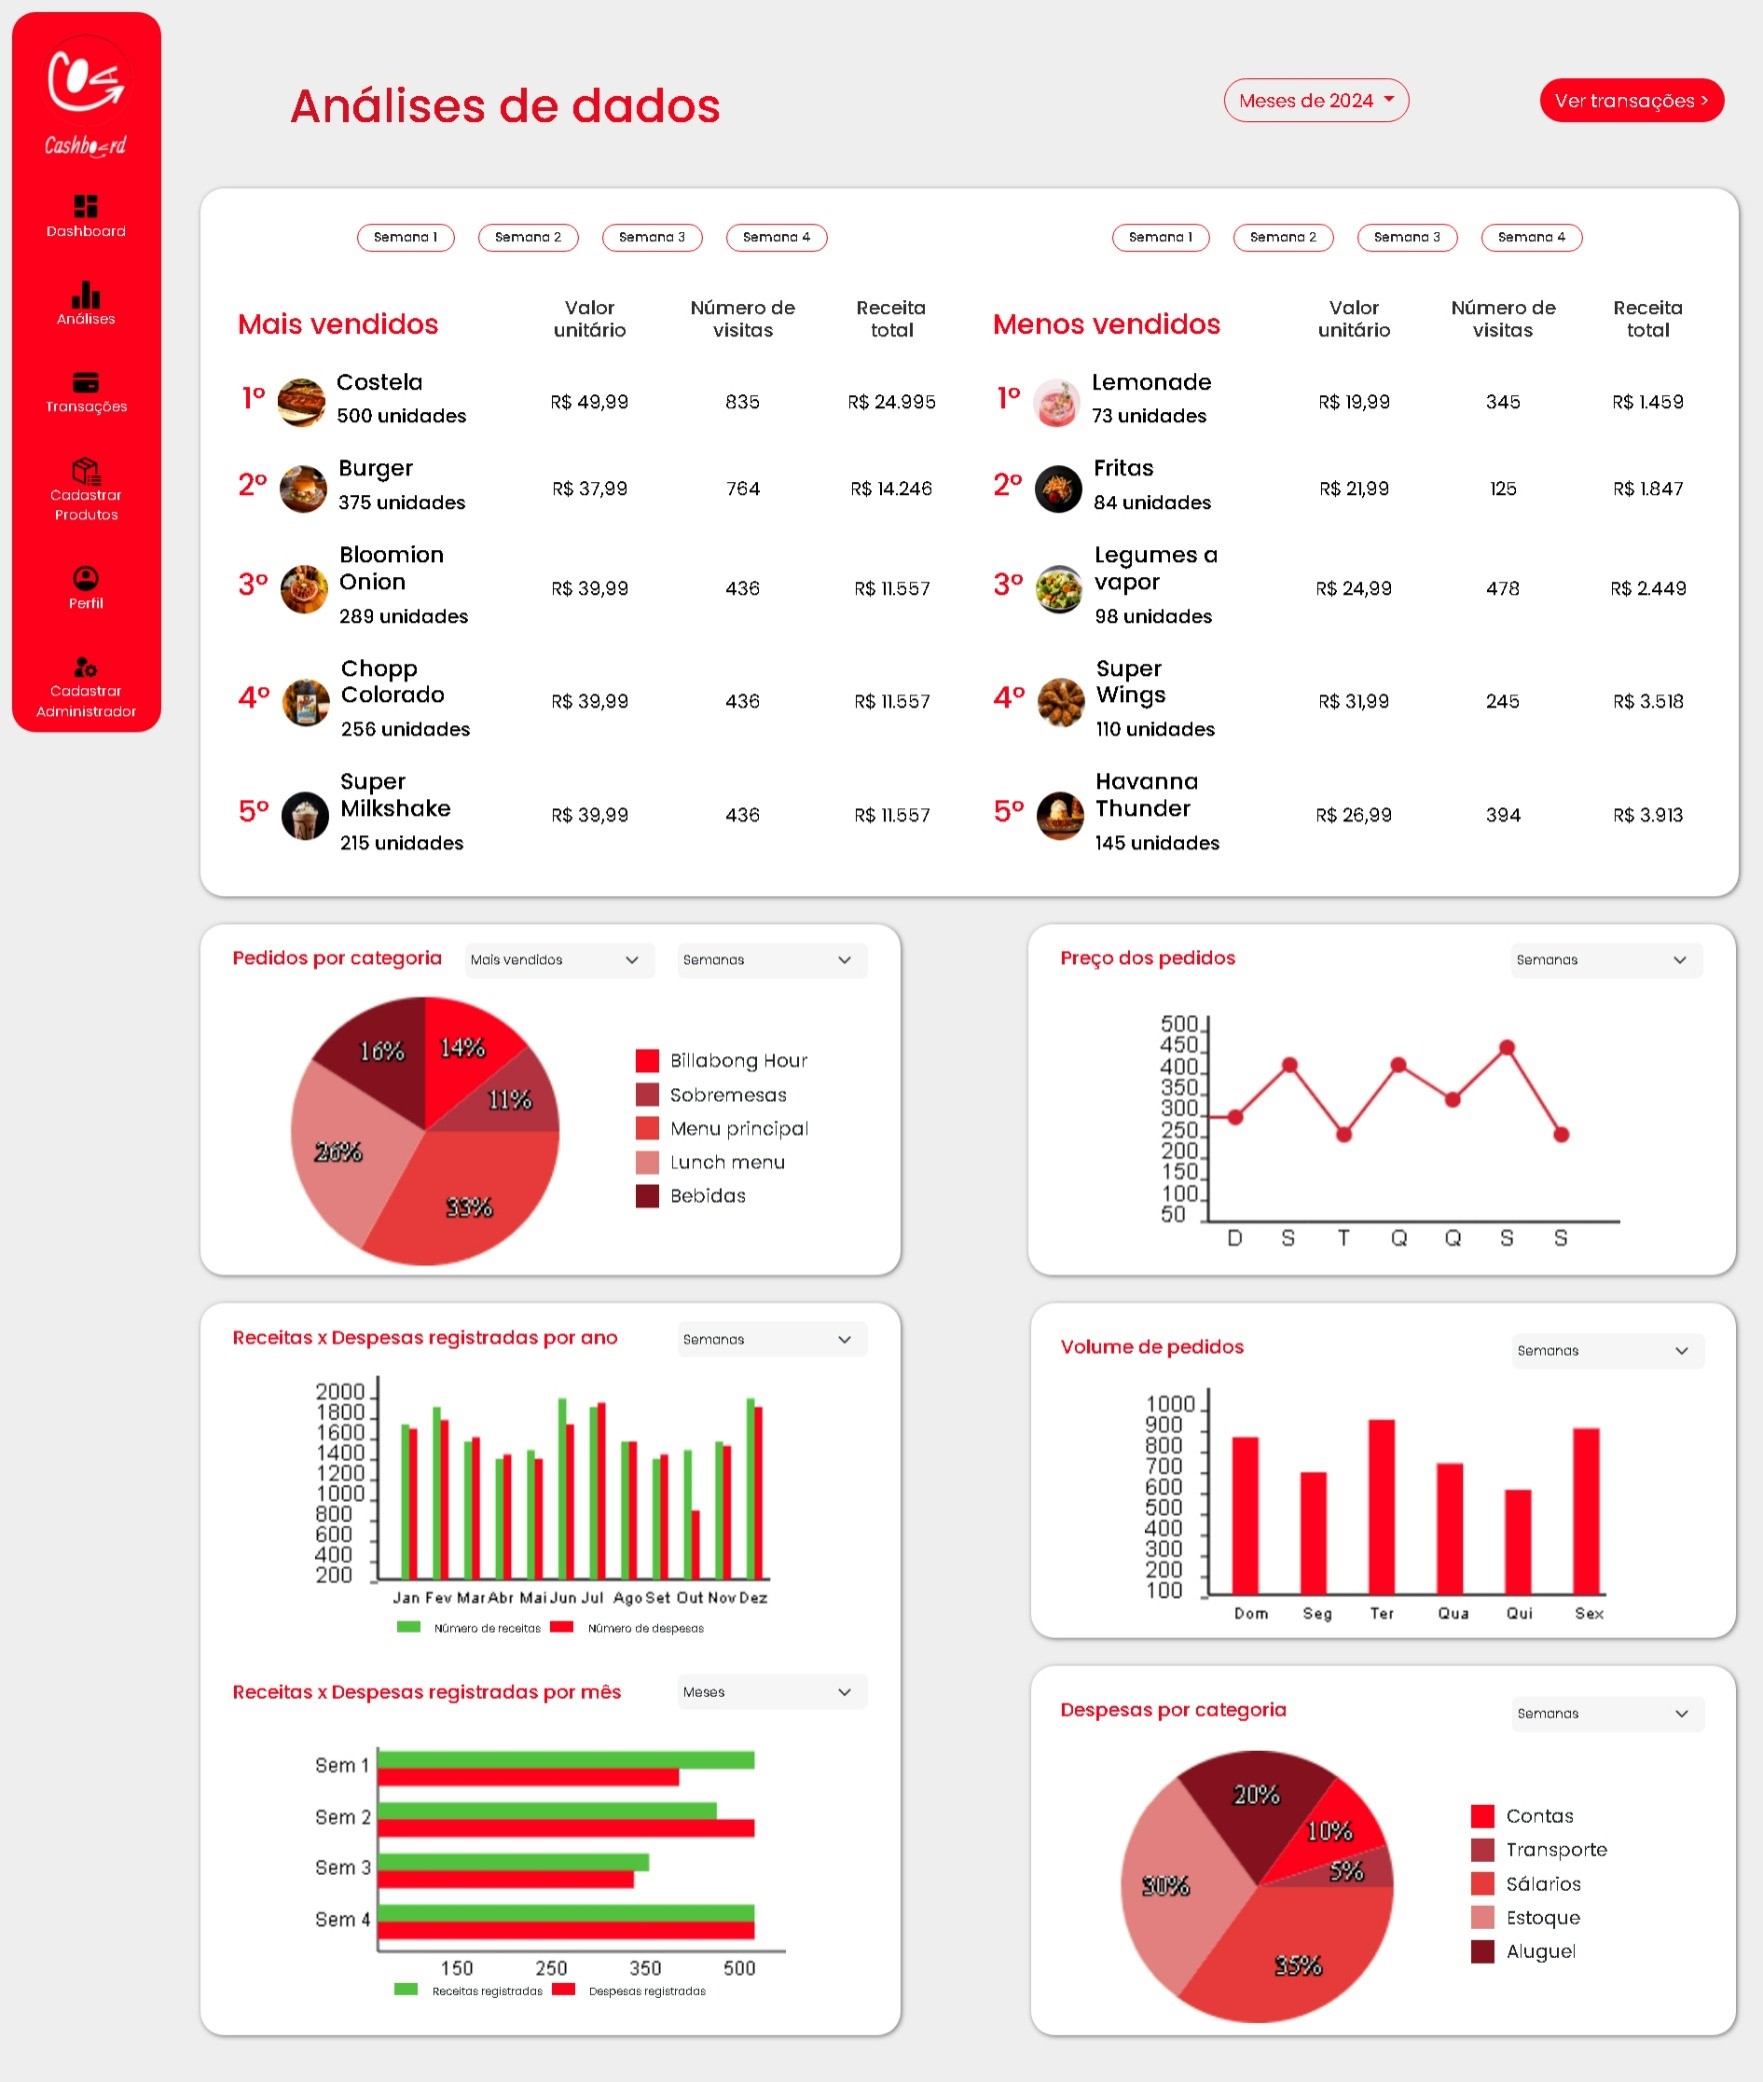 Cashboard
Dashboard
Análises
Transações
Cadastrar
Produtos
Perfil
Cadastrar
Administrador
Análises de dados
Meses de 2024
Ver transações >
Semana 1 Semana 2 Semana 3 Semana 4
Mais vendidos Valor unitário Número de visitas Receita total
1º Costela 500 unidades R$ 49,99 835 R$ 24.995
2º Burger 375 unidades R$ 37,99 764 R$ 14.246
3º Bloomion Onion 289 unidades R$ 39,99 436 R$ 11.557
4º Chopp Colorado 256 unidades R$ 39,99 436 R$ 11.557
5º Super Milkshake 215 unidades R$ 39,99 436 R$ 11.557
Semana 1 Semana 2 Semana 3 Semana 4
Menos vendidos Valor unitário Número de visitas Receita total
1º Lemonade 73 unidades R$ 19,99 345 R$ 1.459
2º Fritas 84 unidades R$ 21,99 125 R$ 1.847
3º Legumes a vapor 98 unidades R$ 24,99 478 R$ 2.449
4º Super Wings 110 unidades R$ 31,99 245 R$ 3.518
5º Havanna Thunder 145 unidades R$ 26,99 394 R$ 3.913
Pedidos por categoria Mais vendidos Semanas
16% 14%
11%
26%
33%
Billabong Hour
Sobremesas
Menu principal
Lunch menu
Bebidas
Preço dos pedidos Semanas
500
450
400
350
300
250
200
150
100
50
D S T Q Q S S
Receitas x Despesas registradas por ano Semanas
2000
1800
1600
1400
1200
1000
800
600
400
200
Jan Fev Mar Abr Mai Jun Jul Ago Set Out Nov Dez
Número de receitas Número de despesas
Volume de pedidos Semanas
1000
900
800
700
600
500
400
300
200
100
Dom Seg Ter Qua Qui Sex
Receitas x Despesas registradas por mês Meses
Sem 1
Sem 2
Sem 3
Sem 4
150 250 350 500
Receitas registradas Despesas registradas
Despesas por categoria Semanas
20%
10%
5%
30%
35%
Contas
Transporte
Sálarios
Estoque
Aluguel